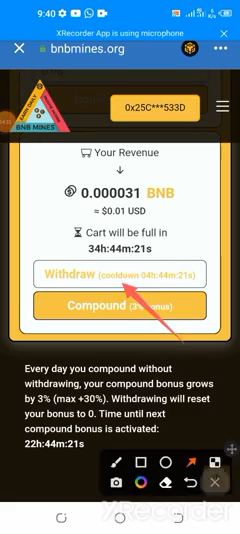 9:40
XRecorder App is using microphone
bnbmines.org
EARN DAILY
BNB MINES
0x25C***533D
Your Revenue
0.000031 BNB
≈ $0.01 USD
Cart will be full in
34h:44m:21s
Withdraw (cooldown 04h:44m:21s)
Compound (3% bonus)
Every day you compound without
withdrawing, your compound bonus grows
by 3% (max +30%). Withdrawing will reset
your bonus to 0. Time until next
compound bonus is activated:
22h:44m:21s
XRecorder